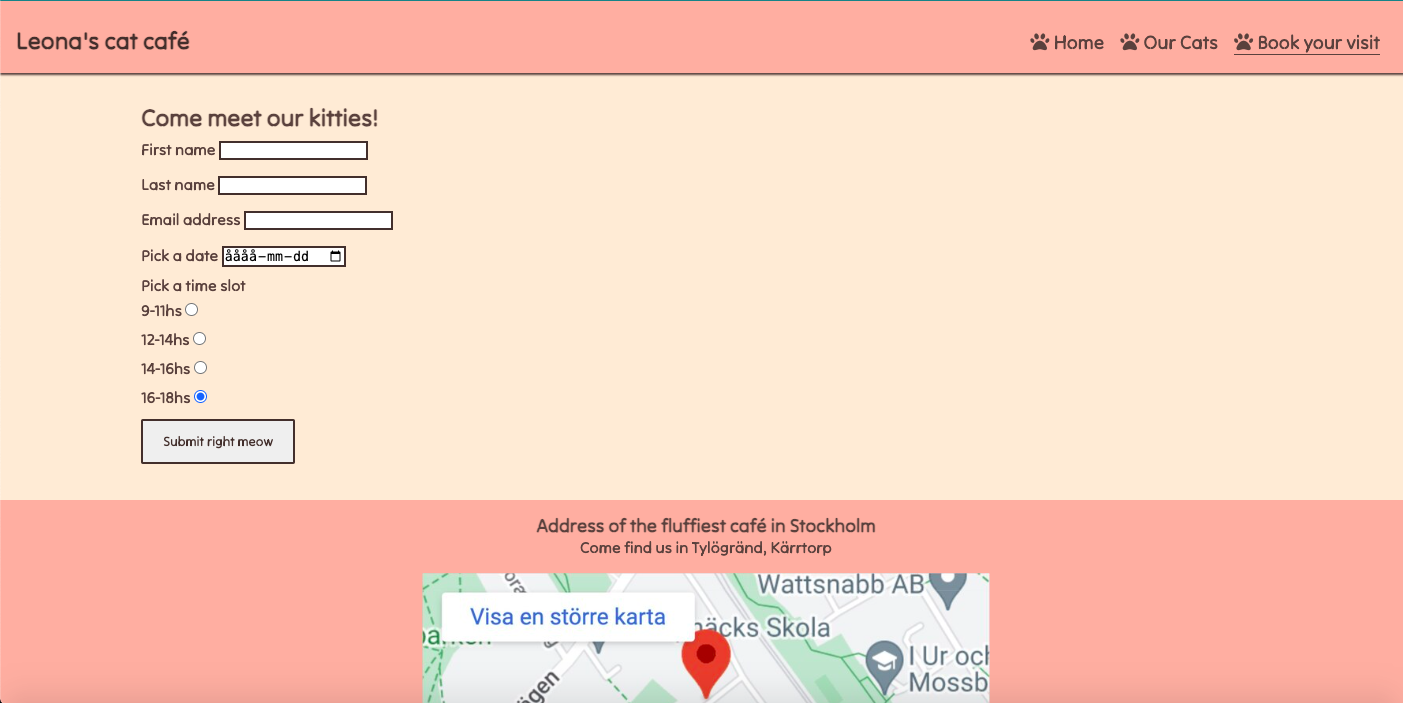 Leona's cat café
Home Our Cats Book your visit
Come meet our kitties!
First name
Last name
Email address
Pick a date åååå-mm-dd
Pick a time slot
9-11hs
12-14hs
14-16hs
16-18hs
Submit right meow
Address of the fluffiest café in Stockholm
Come find us in Tylögränd, Kärrtorp
Wattsnabb AB
Visa en större karta
Skola
I Ur